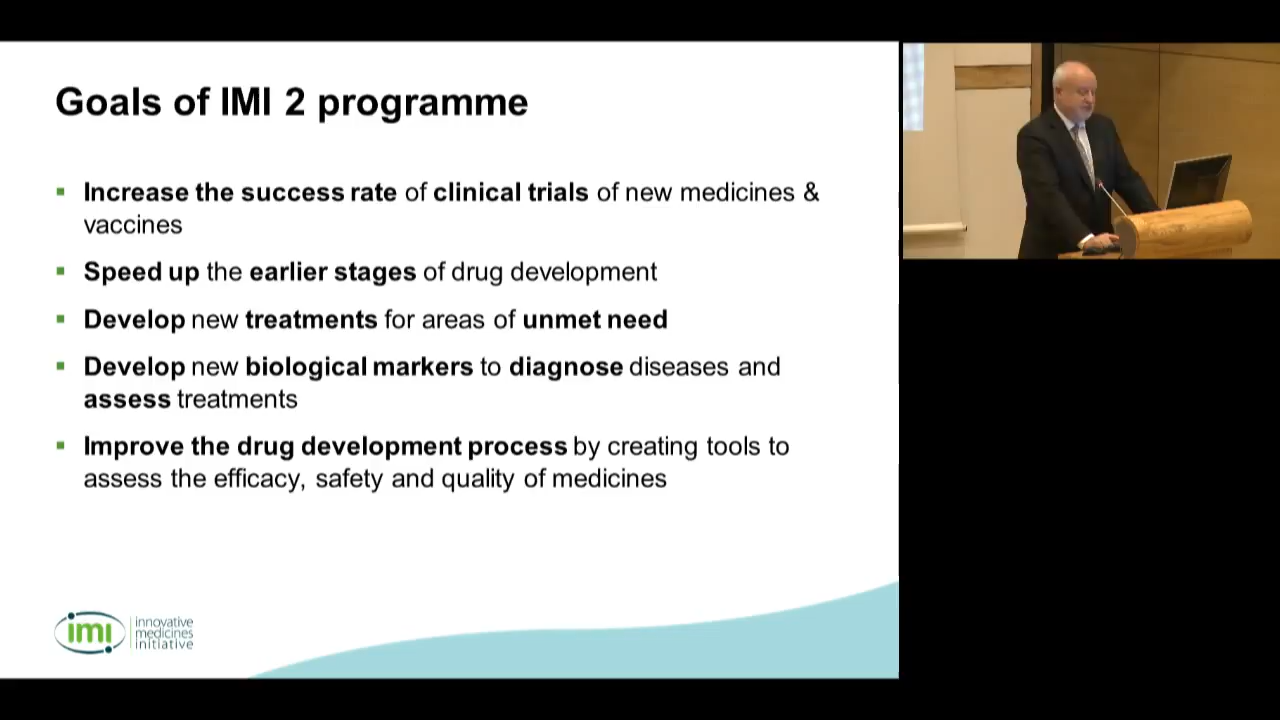 Goals of IMI 2 programme
Increase the success rate of clinical trials of new medicines &
vaccines
Speed up the earlier stages of drug development
Develop new treatments for areas of unmet need
Develop new biological markers to diagnose diseases and
assess treatments
Improve the drug development process by creating tools to
assess the efficacy, safety and quality of medicines
imi
innovative
medicines
initiative